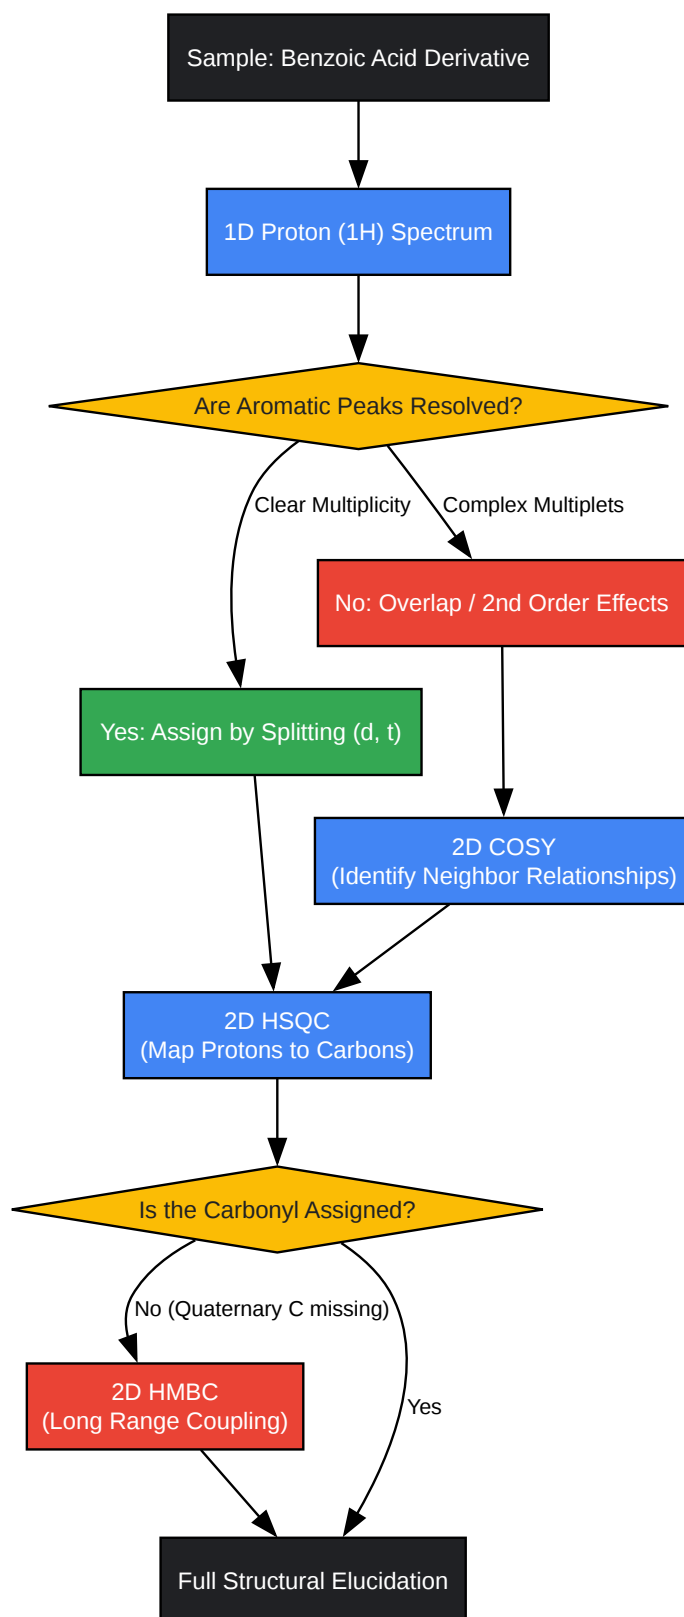 Sample: Benzoic Acid Derivative
1D Proton (1H) Spectrum
Are Aromatic Peaks Resolved?
Clear Multiplicity
Complex Multiplets
No: Overlap / 2nd Order Effects
Yes: Assign by Splitting (d, t)
2D COSY
(Identify Neighbor Relationships)
2D HSQC
(Map Protons to Carbons)
Is the Carbonyl Assigned?
No (Quaternary C missing)
2D HMBC
(Long Range Coupling)
Yes
Full Structural Elucidation